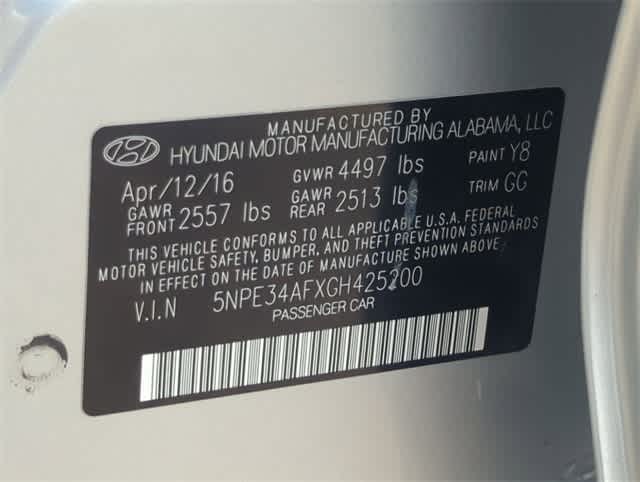 MANUFACTURED BY
HYUNDAI MOTOR MANUFACTURING ALABAMA, LLC
Apr/12/16 GVWR 4497 lbs PAINT Y8
GAWR FRONT 2557 lbs GAWR REAR 2513 lbs TRIM GG
THIS VEHICLE CONFORMS TO ALL APPLICABLE U.S.A. FEDERAL
MOTOR VEHICLE SAFETY, BUMPER, AND THEFT PREVENTION STANDARDS
IN EFFECT ON THE DATE OF MANUFACTURE SHOWN ABOVE.
V.I.N 5NPE34AFXGH425200
PASSENGER CAR